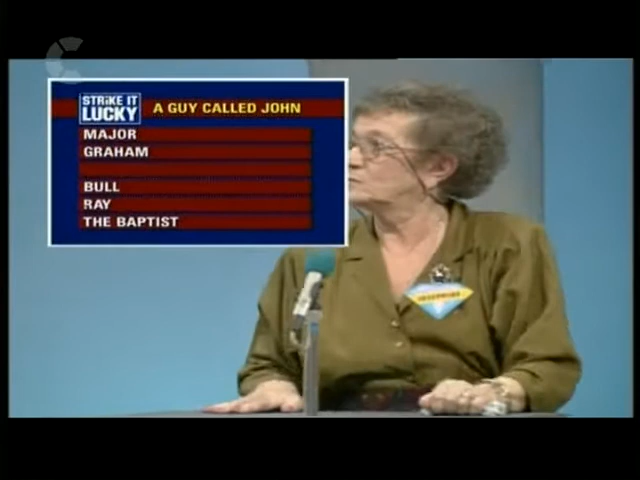 STRIKE IT
LUCKY
A GUY CALLED JOHN
MAJOR
GRAHAM
BULL
RAY
THE BAPTIST